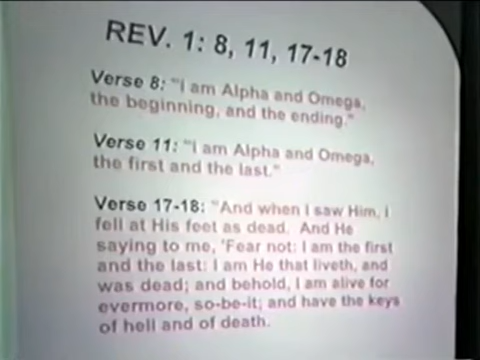 REV. 1: 8, 11, 17-18
Verse 8: "I am Alpha and Omega,
the beginning, and the ending."
Verse 11: "I am Alpha and Omega,
the first and the last."
Verse 17-18: "And when I saw Him, I
fell at His feet as dead. And He
saying to me, 'Fear not: I am the first
and the last: I am He that liveth, and
was dead; and behold, I am alive for
evermore, so-be-it; and have the keys
of hell and of death.